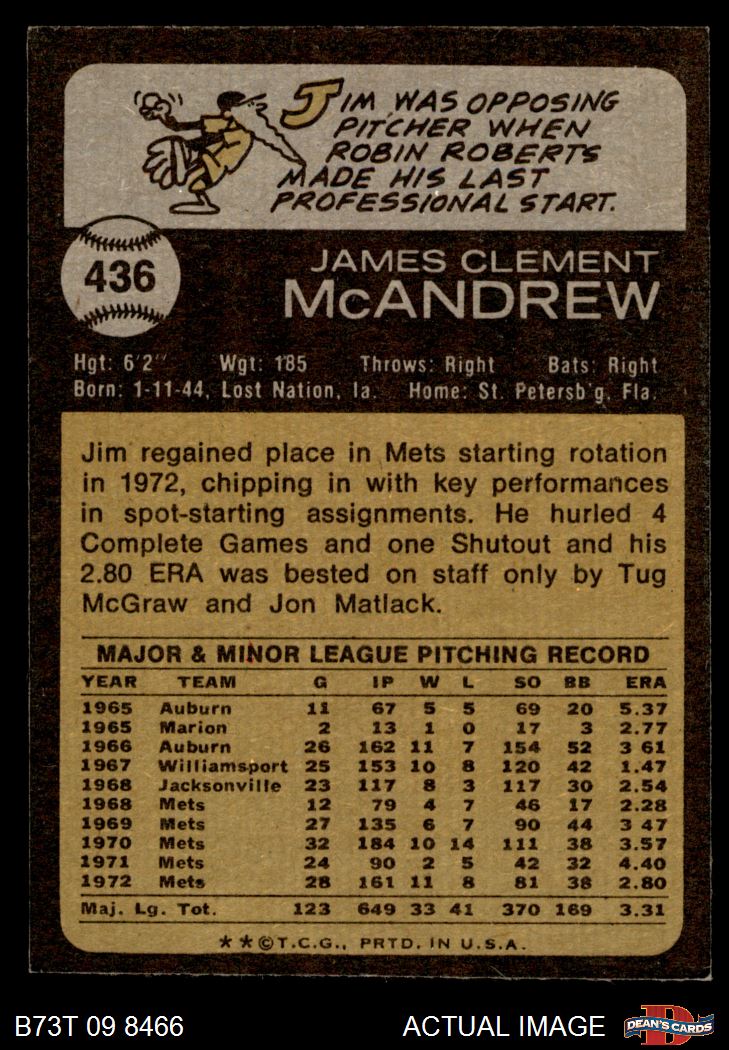 JIM WAS OPPOSING
PITCHER WHEN
ROBIN ROBERTS
MADE HIS LAST
PROFESSIONAL START.
436
JAMES CLEMENT
McANDREW
Hgt: 6'2" Wgt: 185 Throws: Right Bats: Right
Born: 1-11-44, Lost Nation, Ia. Home: St. Petersb'g, Fla.
Jim regained place in Mets starting rotation
in 1972, chipping in with key performances
in spot-starting assignments. He hurled 4
Complete Games and one Shutout and his
2.80 ERA was bested on staff only by Tug
McGraw and Jon Matlack.
MAJOR & MINOR LEAGUE PITCHING RECORD
YEAR TEAM G IP W L SO BB ERA
1965 Auburn 11 67 5 5 69 20 5.37
1965 Marion 2 13 1 0 17 3 2.77
1966 Auburn 26 162 11 7 154 52 3 61
1967 Williamsport 25 153 10 8 120 42 1.47
1968 Jacksonville 23 117 8 3 117 30 2.54
1968 Mets 12 79 4 7 46 17 2.28
1969 Mets 27 135 6 7 90 44 3 47
1970 Mets 32 184 10 14 111 38 3.57
1971 Mets 24 90 2 5 42 32 4.40
1972 Mets 28 161 11 8 81 38 2.80
Maj. Lg. Tot. 123 649 33 41 370 169 3.31
★★©T.C.G., PRTD. IN U.S.A.
B73T 09 8466 ACTUAL IMAGE DEAN'S CARDS